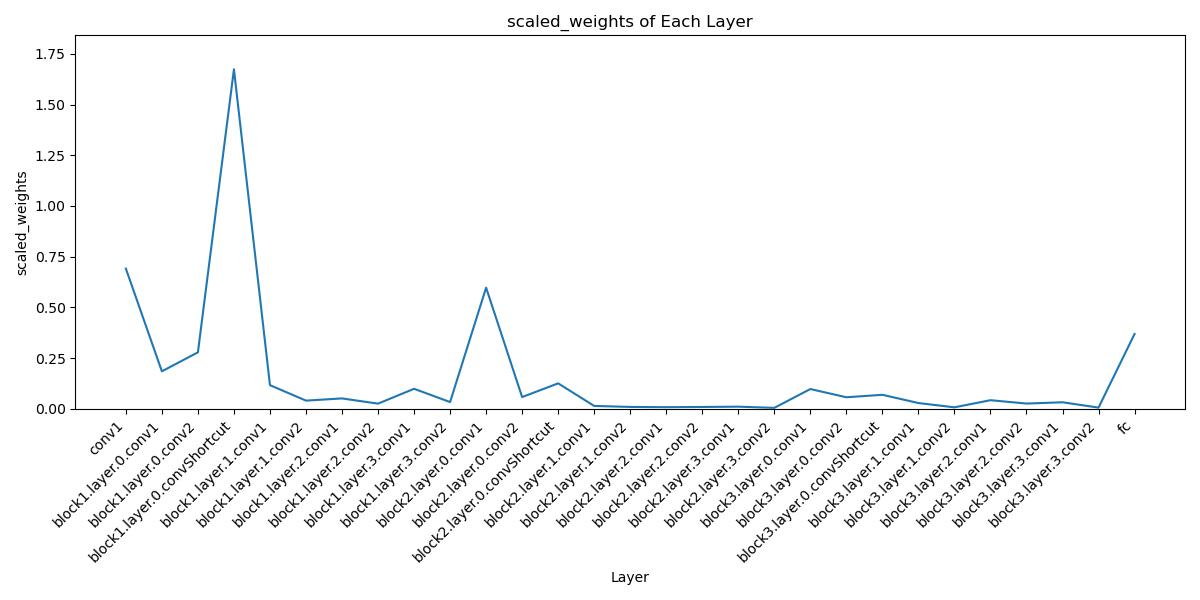 scaled_weights of Each Layer
scaled_weights
1.75
1.50
1.25
1.00
0.75
0.50
0.25
0.00
conv1
block1.layer.0.conv1
block1.layer.0.conv2
block1.layer.0.convShortcut
block1.layer.1.conv1
block1.layer.1.conv2
block1.layer.2.conv1
block1.layer.2.conv2
block1.layer.3.conv1
block1.layer.3.conv2
block2.layer.0.conv1
block2.layer.0.conv2
block2.layer.0.convShortcut
block2.layer.1.conv1
block2.layer.1.conv2
block2.layer.2.conv1
block2.layer.2.conv2
block2.layer.3.conv1
block2.layer.3.conv2
block3.layer.0.conv1
block3.layer.0.conv2
block3.layer.0.convShortcut
block3.layer.1.conv1
block3.layer.1.conv2
block3.layer.2.conv1
block3.layer.2.conv2
block3.layer.3.conv1
block3.layer.3.conv2
fc
Layer